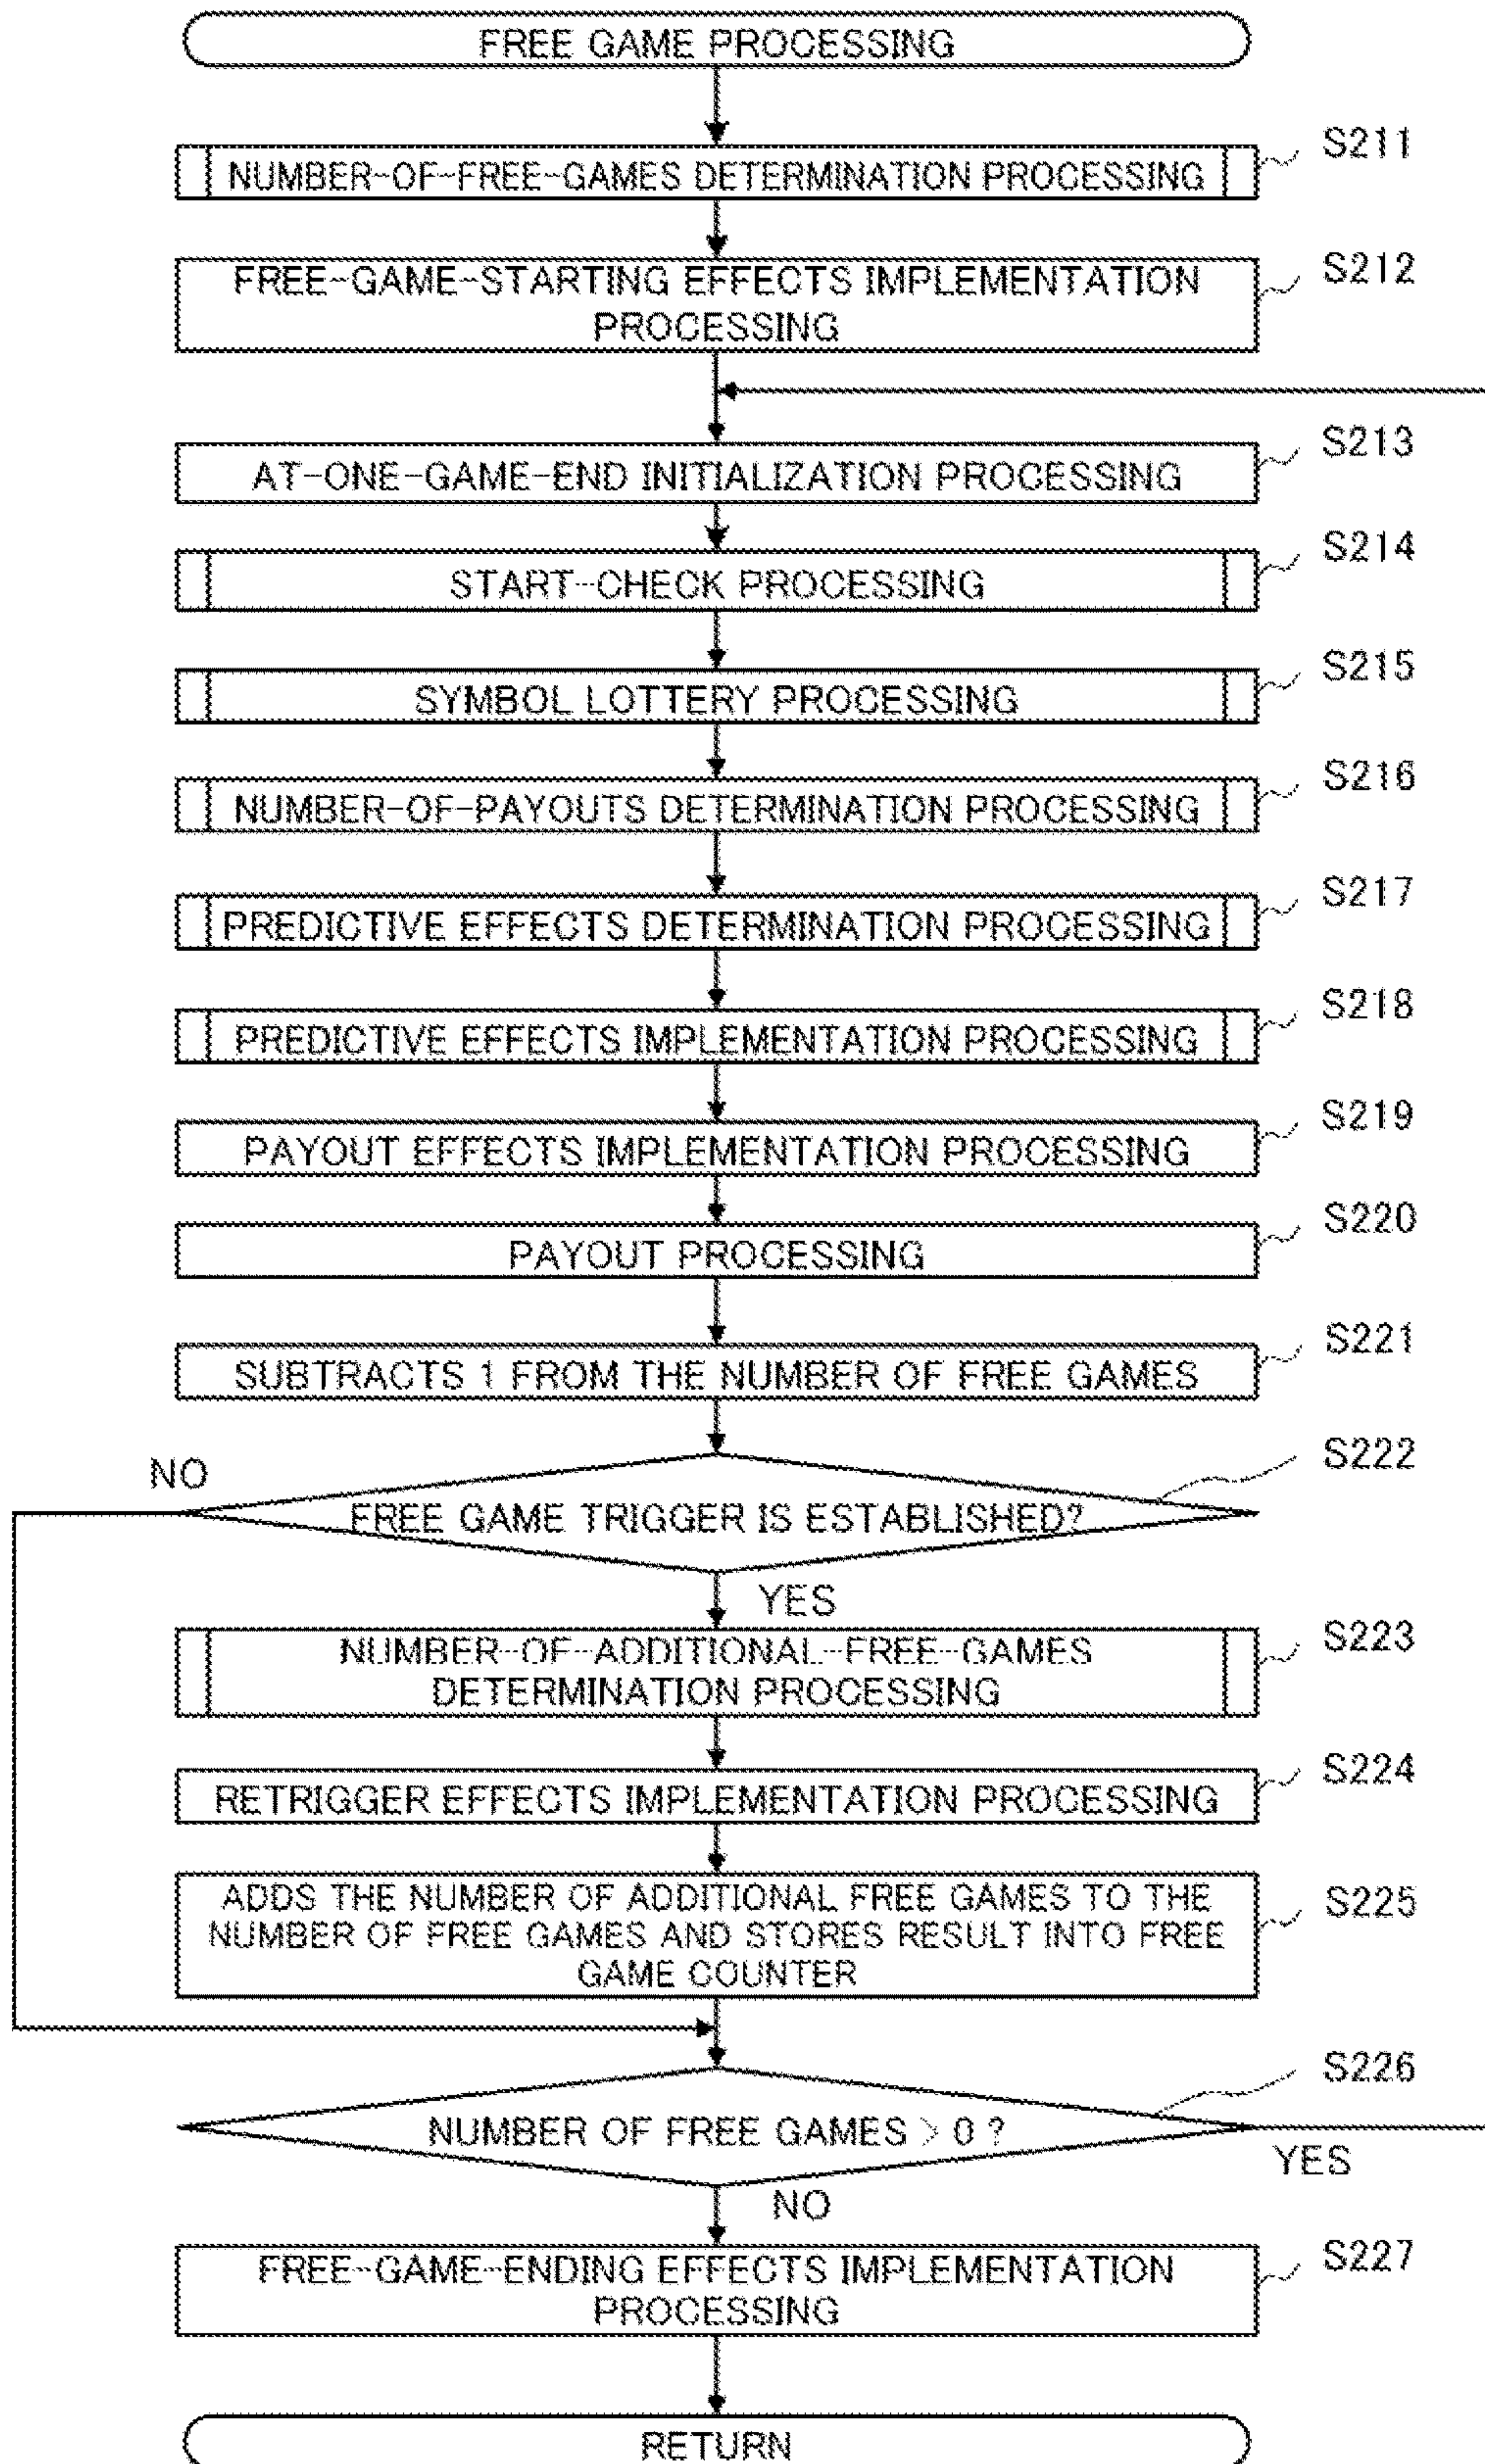 FREE GAME PROCESSING
S211
NUMBER-OF-FREE-GAMES DETERMINATION PROCESSING
S212
FREE-GAME-STARTING EFFECTS IMPLEMENTATION
PROCESSING
S213
AT-ONE-GAME-END INITIALIZATION PROCESSING
S214
START-CHECK PROCESSING
S215
SYMBOL LOTTERY PROCESSING
S216
NUMBER-OF-PAYOUTS DETERMINATION PROCESSING
S217
PREDICTIVE EFFECTS DETERMINATION PROCESSING
S218
PREDICTIVE EFFECTS IMPLEMENTATION PROCESSING
S219
PAYOUT EFFECTS IMPLEMENTATION PROCESSING
S220
PAYOUT PROCESSING
S221
SUBTRACTS 1 FROM THE NUMBER OF FREE GAMES
S222
NO
FREE GAME TRIGGER IS ESTABLISHED?
YES
S223
NUMBER-OF-ADDITIONAL-FREE-GAMES
DETERMINATION PROCESSING
S224
RETRIGGER EFFECTS IMPLEMENTATION PROCESSING
S225
ADDS THE NUMBER OF ADDITIONAL FREE GAMES TO THE
NUMBER OF FREE GAMES AND STORES RESULT INTO FREE
GAME COUNTER
S226
NUMBER OF FREE GAMES > 0 ?
YES
NO
S227
FREE-GAME-ENDING EFFECTS IMPLEMENTATION
PROCESSING
RETURN